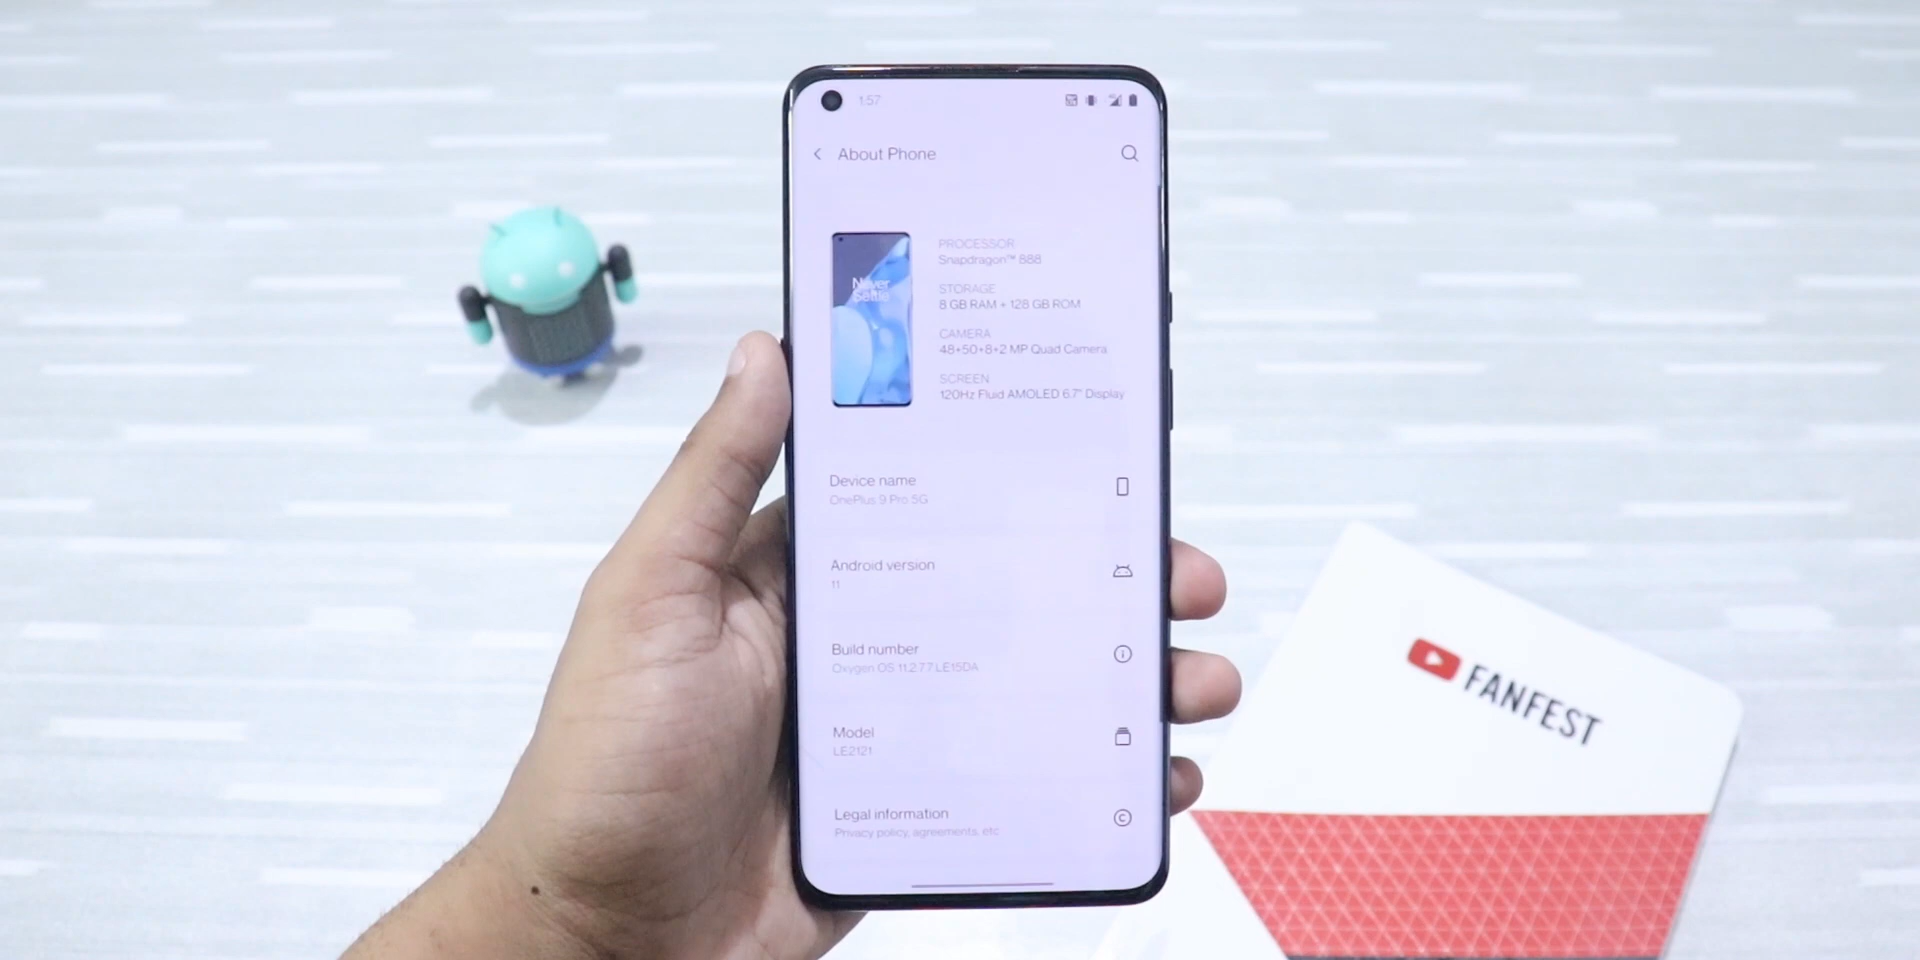 1:57
About Phone
Never
Settle
PROCESSOR
Snapdragon™ 888
STORAGE
8 GB RAM + 128 GB ROM
CAMERA
48+50+8+2 MP Quad Camera
SCREEN
120Hz Fluid AMOLED 6.7" Display
Device name
OnePlus 9 Pro 5G
Android version
11
Build number
Oxygen OS 11.2.7.7.LE15DA
Model
LE2121
Legal information
Privacy policy, agreements, etc
FANFEST